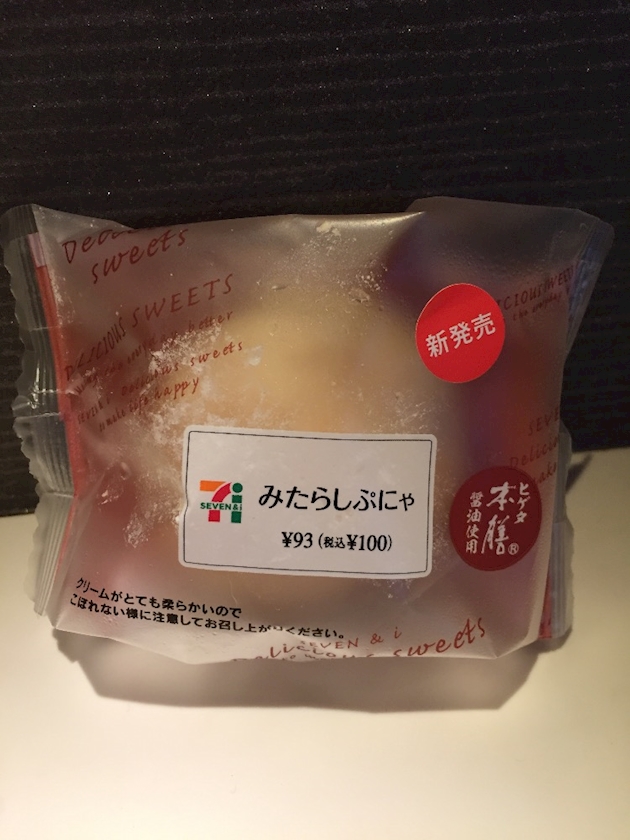 sweets
DELICIOUS SWEETS
better
delicious sweets
happy
新発売
SEVEN&i
みたらしぷにゃ
¥93(税込¥100)
ヒゲタ
本膳®
醤油使用
クリームがとても柔らかいので
こぼれない様に注意してお召し上がりください。
SEVEN & i
sweets